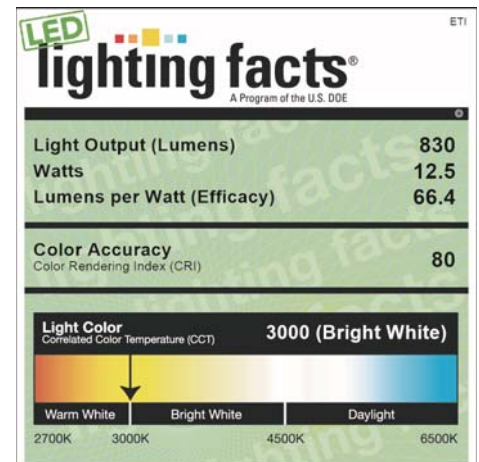 ETI
LED
lighting facts®
A Program of the U.S. DOE
Light Output (Lumens) 830
Watts 12.5
Lumens per Watt (Efficacy) 66.4
Color Accuracy
Color Rendering Index (CRI) 80
Light Color
Correlated Color Temperature (CCT) 3000 (Bright White)
Warm White Bright White Daylight
2700K 3000K 4500K 6500K